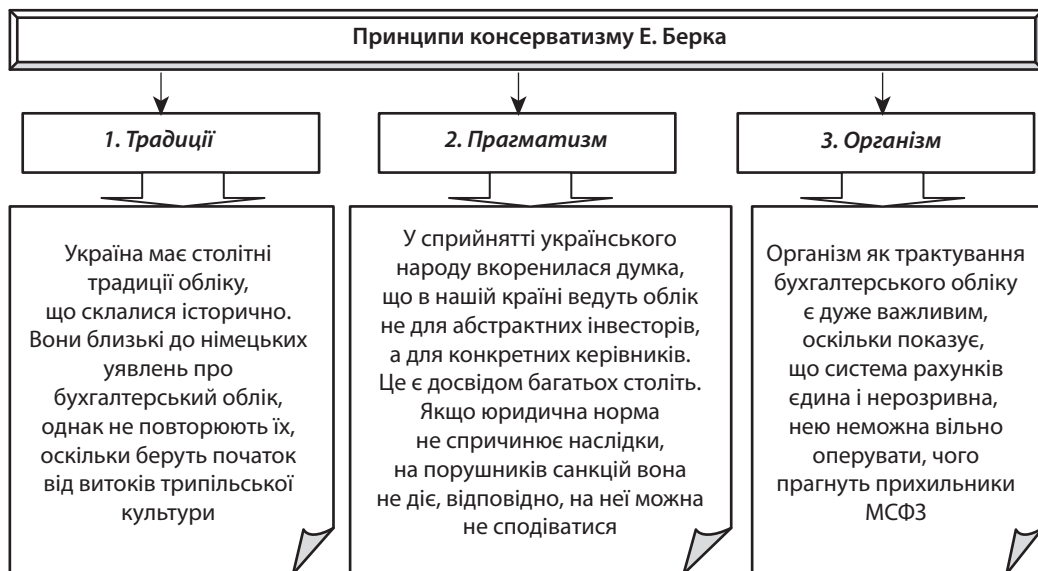 Принципи консерватизму Е. Берка
1. Традиції
Україна має столітні
традиції обліку,
що склалися історично.
Вони близькі до німецьких
уявлень про
бухгалтерський облік,
однак не повторюють їх,
оскільки беруть початок
від витоків трипільської
культури
2. Прагматизм
У сприйнятті українського
народу вкоренилася думка,
що в нашій країні ведуть облік
не для абстрактних інвесторів,
а для конкретних керівників.
Це є досвідом багатьох століть.
Якщо юридична норма
не спричинює наслідки,
на порушників санкцій вона
не діє, відповідно, на неї можна
не сподіватися
3. Організм
Організм як трактування
бухгалтерського обліку
є дуже важливим,
оскільки показує,
що система рахунків
єдина і нерозривна,
нею неможна вільно
оперувати, чого
прагнуть прихильники
МСФЗ